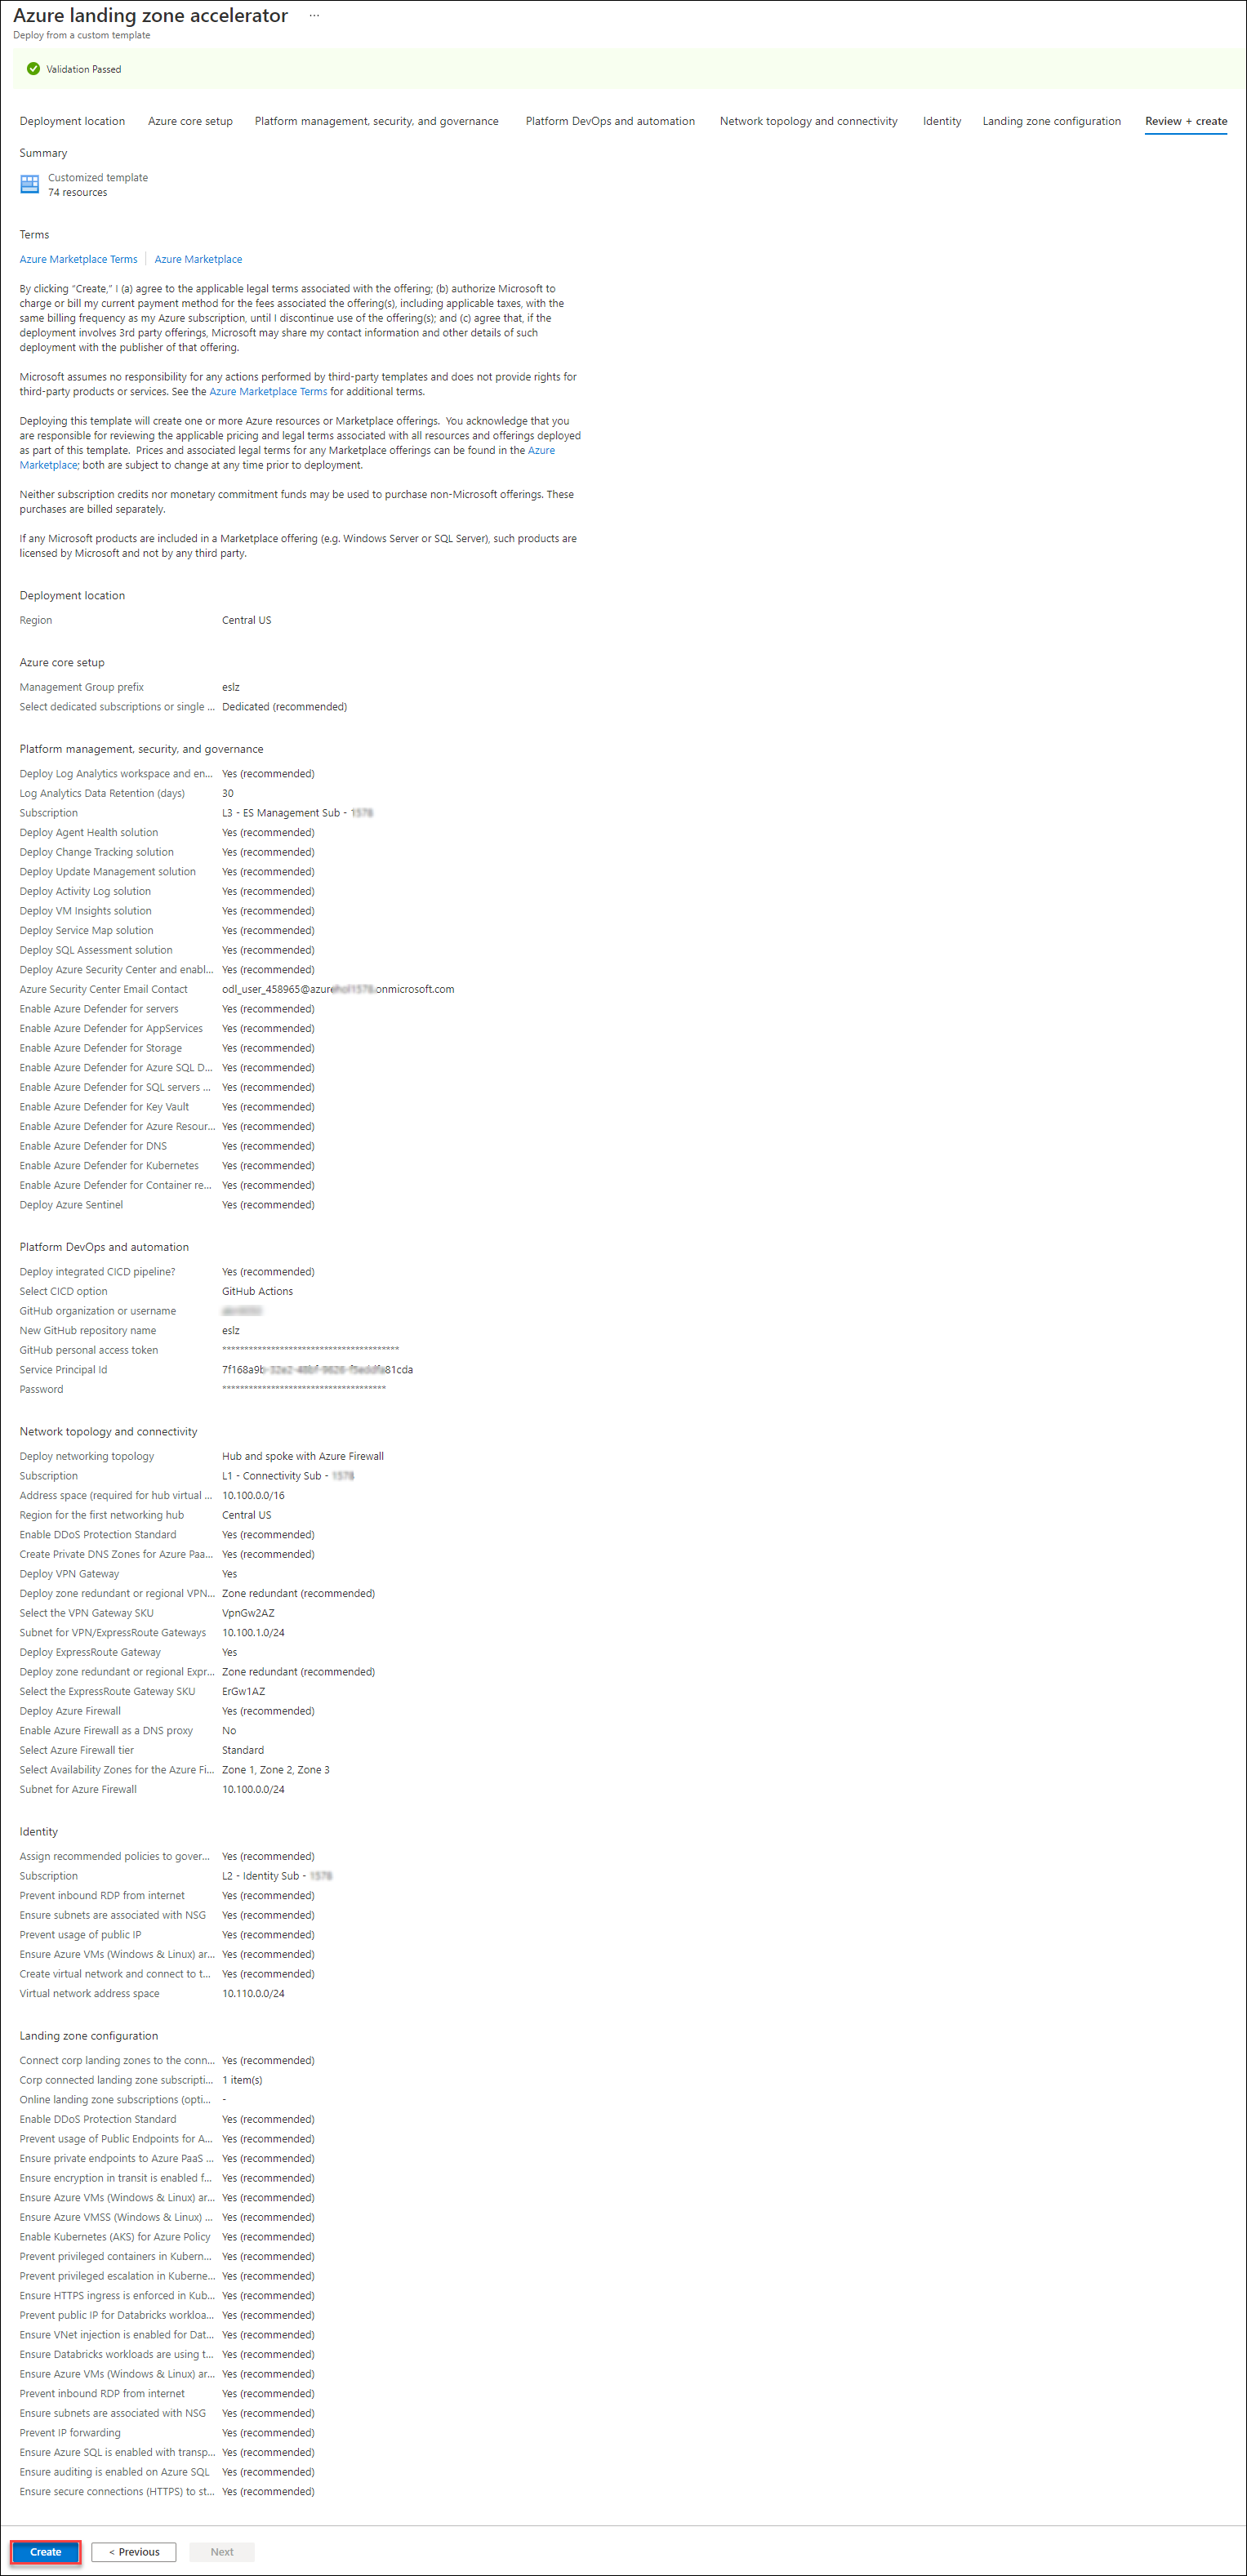 Azure landing zone accelerator ...
Deploy from a custom template
Validation Passed
Deployment location Azure core setup Platform management, security, and governance Platform DevOps and automation Network topology and connectivity Identity Landing zone configuration Review + create
Summary
Customized template
74 resources
Terms
Azure Marketplace Terms Azure Marketplace
By clicking “Create,” I (a) agree to the applicable legal terms associated with the offering; (b) authorize Microsoft to
charge or bill my current payment method for the fees associated the offering(s), including applicable taxes, with the
same billing frequency as my Azure subscription, until I discontinue use of the offering(s); and (c) agree that, if the
deployment involves 3rd party offerings, Microsoft may share my contact information and other details of such
deployment with the publisher of that offering.
Microsoft assumes no responsibility for any actions performed by third-party templates and does not provide rights for
third-party products or services. See the Azure Marketplace Terms for additional terms.
Deploying this template will create one or more Azure resources or Marketplace offerings. You acknowledge that you
are responsible for reviewing the applicable pricing and legal terms associated with all resources and offerings deployed
as part of this template. Prices and associated legal terms for any Marketplace offerings can be found in the Azure
Marketplace; both are subject to change at any time prior to deployment.
Neither subscription credits nor monetary commitment funds may be used to purchase non-Microsoft offerings. These
purchases are billed separately.
If any Microsoft products are included in a Marketplace offering (e.g. Windows Server or SQL Server), such products are
licensed by Microsoft and not by any third party.
Deployment location
Region Central US
Azure core setup
Management Group prefix eslz
Select dedicated subscriptions or single ... Dedicated (recommended)
Platform management, security, and governance
Deploy Log Analytics workspace and en... Yes (recommended)
Log Analytics Data Retention (days) 30
Subscription L3 - ES Management Sub -
Deploy Agent Health solution Yes (recommended)
Deploy Change Tracking solution Yes (recommended)
Deploy Update Management solution Yes (recommended)
Deploy Activity Log solution Yes (recommended)
Deploy VM Insights solution Yes (recommended)
Deploy Service Map solution Yes (recommended)
Deploy SQL Assessment solution Yes (recommended)
Deploy Azure Security Center and enabl... Yes (recommended)
Azure Security Center Email Contact odl_user_458965@azure .onmicrosoft.com
Enable Azure Defender for servers Yes (recommended)
Enable Azure Defender for AppServices Yes (recommended)
Enable Azure Defender for Storage Yes (recommended)
Enable Azure Defender for Azure SQL D... Yes (recommended)
Enable Azure Defender for SQL servers ... Yes (recommended)
Enable Azure Defender for Key Vault Yes (recommended)
Enable Azure Defender for Azure Resour... Yes (recommended)
Enable Azure Defender for DNS Yes (recommended)
Enable Azure Defender for Kubernetes Yes (recommended)
Enable Azure Defender for Container re... Yes (recommended)
Deploy Azure Sentinel Yes (recommended)
Platform DevOps and automation
Deploy integrated CICD pipeline? Yes (recommended)
Select CICD option GitHub Actions
GitHub organization or username
New GitHub repository name eslz
GitHub personal access token ****************************************
Service Principal Id 7f168a9b 81cda
Password *************************************
Network topology and connectivity
Deploy networking topology Hub and spoke with Azure Firewall
Subscription L1 - Connectivity Sub -
Address space (required for hub virtual ... 10.100.0.0/16
Region for the first networking hub Central US
Enable DDoS Protection Standard Yes (recommended)
Create Private DNS Zones for Azure Paa... Yes (recommended)
Deploy VPN Gateway Yes
Deploy zone redundant or regional VPN... Zone redundant (recommended)
Select the VPN Gateway SKU VpnGw2AZ
Subnet for VPN/ExpressRoute Gateways 10.100.1.0/24
Deploy ExpressRoute Gateway Yes
Deploy zone redundant or regional Expr... Zone redundant (recommended)
Select the ExpressRoute Gateway SKU ErGw1AZ
Deploy Azure Firewall Yes (recommended)
Enable Azure Firewall as a DNS proxy No
Select Azure Firewall tier Standard
Select Availability Zones for the Azure Fi... Zone 1, Zone 2, Zone 3
Subnet for Azure Firewall 10.100.0.0/24
Identity
Assign recommended policies to gover... Yes (recommended)
Subscription L2 - Identity Sub -
Prevent inbound RDP from internet Yes (recommended)
Ensure subnets are associated with NSG Yes (recommended)
Prevent usage of public IP Yes (recommended)
Ensure Azure VMs (Windows & Linux) ar... Yes (recommended)
Create virtual network and connect to t... Yes (recommended)
Virtual network address space 10.110.0.0/24
Landing zone configuration
Connect corp landing zones to the conn... Yes (recommended)
Corp connected landing zone subscripti... 1 item(s)
Online landing zone subscriptions (opti... -
Enable DDoS Protection Standard Yes (recommended)
Prevent usage of Public Endpoints for A... Yes (recommended)
Ensure private endpoints to Azure PaaS ... Yes (recommended)
Ensure encryption in transit is enabled f... Yes (recommended)
Ensure Azure VMs (Windows & Linux) ar... Yes (recommended)
Ensure Azure VMSS (Windows & Linux) ... Yes (recommended)
Enable Kubernetes (AKS) for Azure Policy Yes (recommended)
Prevent privileged containers in Kubern... Yes (recommended)
Prevent privileged escalation in Kuberne... Yes (recommended)
Ensure HTTPS ingress is enforced in Kub... Yes (recommended)
Prevent public IP for Databricks workloa... Yes (recommended)
Ensure VNet injection is enabled for Dat... Yes (recommended)
Ensure Databricks workloads are using t... Yes (recommended)
Ensure Azure VMs (Windows & Linux) ar... Yes (recommended)
Prevent inbound RDP from internet Yes (recommended)
Ensure subnets are associated with NSG Yes (recommended)
Prevent IP forwarding Yes (recommended)
Ensure Azure SQL is enabled with transp... Yes (recommended)
Ensure auditing is enabled on Azure SQL Yes (recommended)
Ensure secure connections (HTTPS) to st... Yes (recommended)
Create < Previous Next